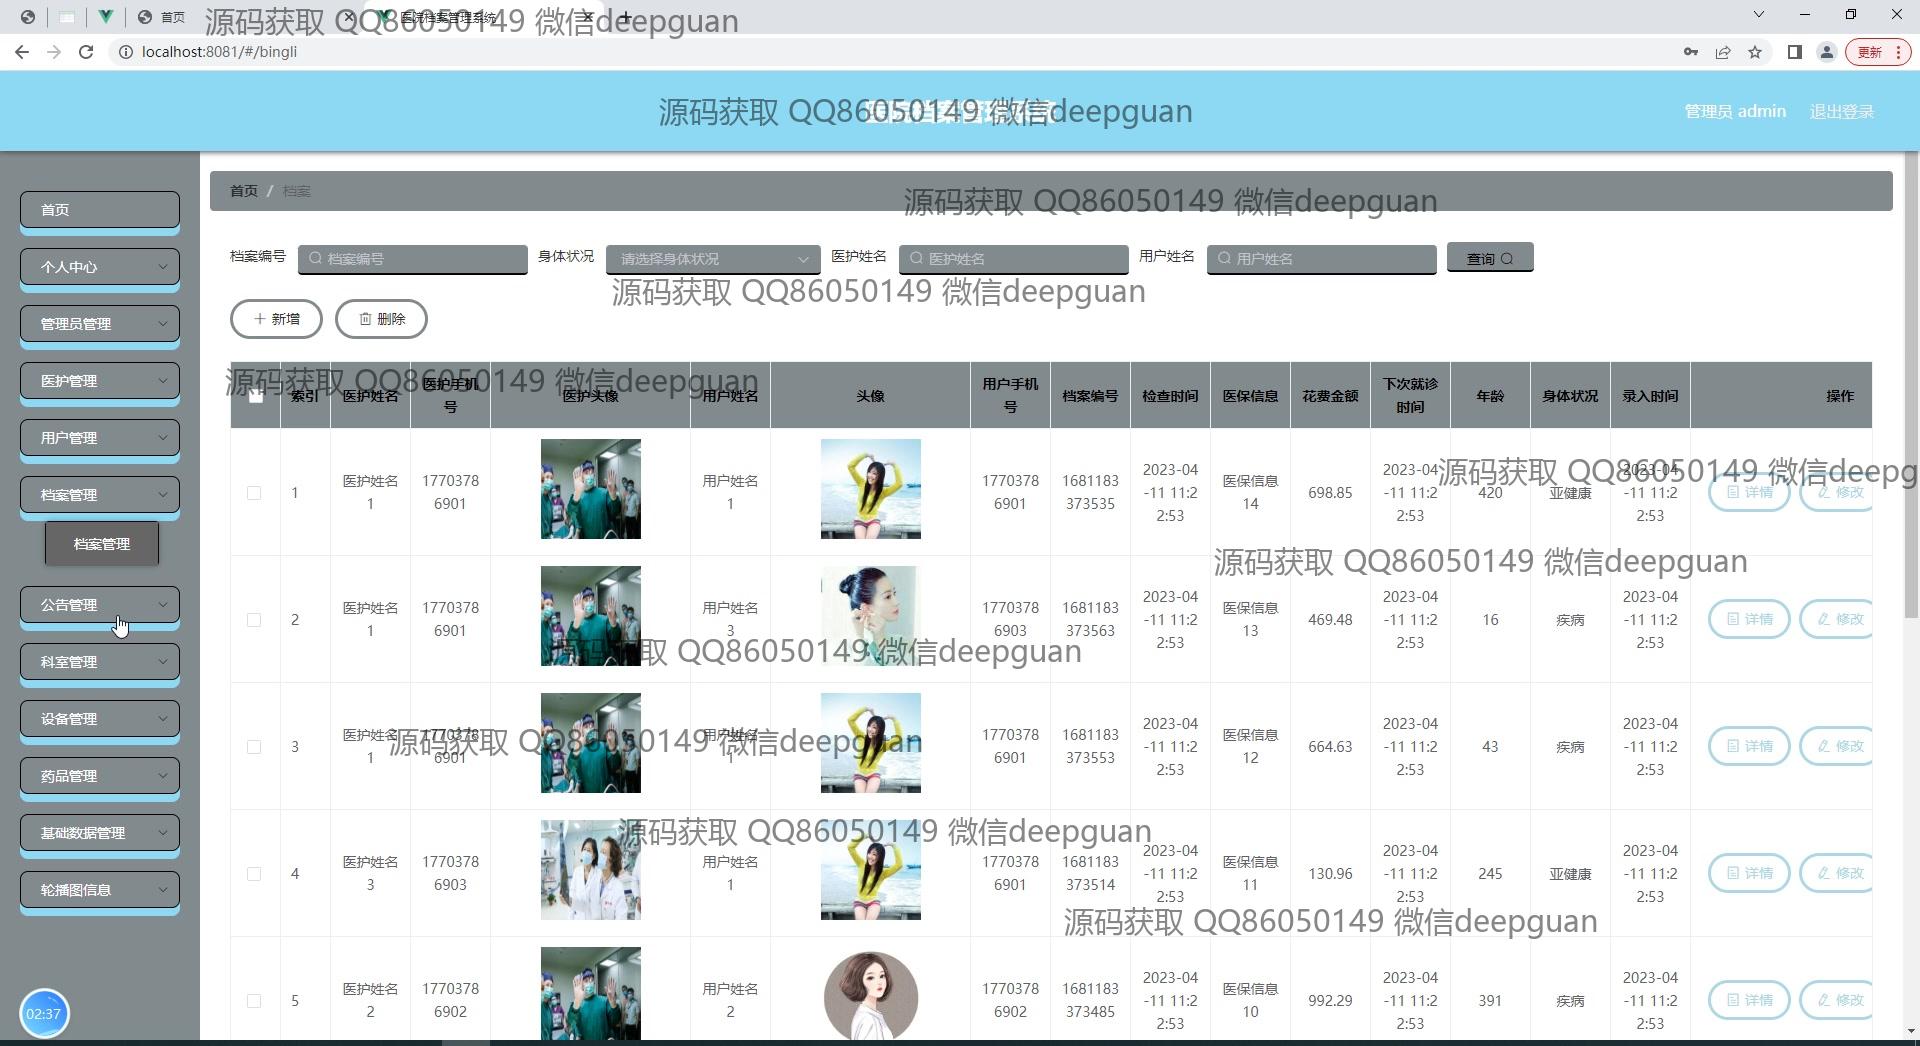 首页
医院档案管理系统
源码获取 QQ86050149 微信deepguan
localhost:8081/#/bingli
更新
源码获取 QQ86050149 微信deepguan
管理员 admin
退出登录
首页 / 档案
源码获取 QQ86050149 微信deepguan
档案编号
档案编号
身体状况
请选择身体状况
医护姓名
医护姓名
用户姓名
用户姓名
查询
源码获取 QQ86050149 微信deepguan
新增
删除
首页
个人中心
管理员管理
医护管理
用户管理
档案管理
档案管理
公告管理
科室管理
设备管理
药品管理
基础数据管理
轮播图信息
02:37
源码获取 QQ86050149 微信deepguan
索引 医护姓名 医护手机号 医护头像 用户姓名 头像 用户手机号 档案编号 检查时间 医保信息 花费金额 下次就诊时间 年龄 身体状况 录入时间 操作
源码获取 QQ86050149 微信deepg
1 医护姓名1 17703786901 用户姓名1 17703786901 1681183373535 2023-04-11 11:22:53 医保信息14 698.85 2023-04-11 11:22:53 420 亚健康 2023-04-11 11:22:53 详情 修改
源码获取 QQ86050149 微信deepguan
2 医护姓名1 17703786901 用户姓名3 17703786903 1681183373563 2023-04-11 11:22:53 医保信息13 469.48 2023-04-11 11:22:53 16 疾病 2023-04-11 11:22:53 详情 修改
源码获取 QQ86050149 微信deepguan
3 医护姓名1 17703786901 用户姓名1 17703786901 1681183373553 2023-04-11 11:22:53 医保信息12 664.63 2023-04-11 11:22:53 43 疾病 2023-04-11 11:22:53 详情 修改
源码获取 QQ86050149 微信deepguan
4 医护姓名3 17703786903 用户姓名1 17703786901 1681183373514 2023-04-11 11:22:53 医保信息11 130.96 2023-04-11 11:22:53 245 亚健康 2023-04-11 11:22:53 详情 修改
源码获取 QQ86050149 微信deepguan
源码获取 QQ86050149 微信deepguan
5 医护姓名2 17703786902 用户姓名2 17703786902 1681183373485 2023-04-11 11:22:53 医保信息10 992.29 2023-04-11 11:22:53 391 疾病 2023-04-11 11:22:53 详情 修改